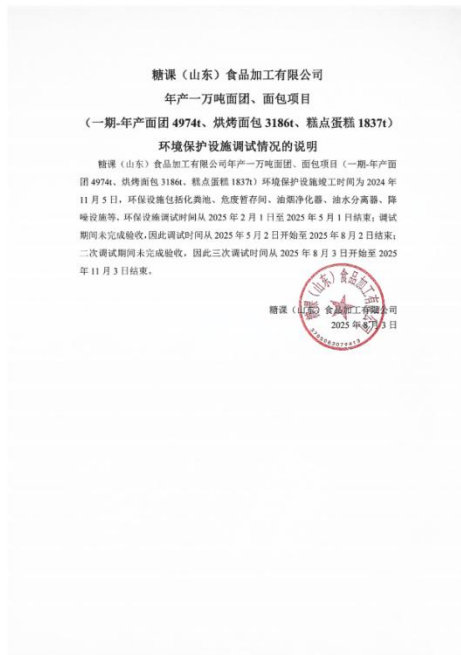 糖课（山东）食品加工有限公司
年产一万吨面团、面包项目
（一期-年产面团 4974t、烘烤面包 3186t、糕点蛋糕 1837t）
环境保护设施调试情况的说明
糖课（山东）食品加工有限公司年产一万吨面团、面包项目（一期-年产面
团 4974t、烘烤面包 3186t、糕点蛋糕 1837t）环境保护设施竣工时间为 2024 年
11 月 5 日，环保设施包括化粪池、危废暂存间、油烟净化器、油水分离器、降
噪设施等。环保设施调试时间从 2025 年 2 月 1 日至 2025 年 5 月 1 日结束；调试
期间未完成验收，因此调试时间从 2025 年 5 月 2 日开始至 2025 年 8 月 2 日结束；
二次调试期间未完成验收，因此三次调试时间从 2025 年 8 月 3 日开始至 2025
年 11 月 3 日结束。
糖课（山东）食品加工有限公司
2025 年 8 月 3 日
糖课（山东）食品加工有限公司